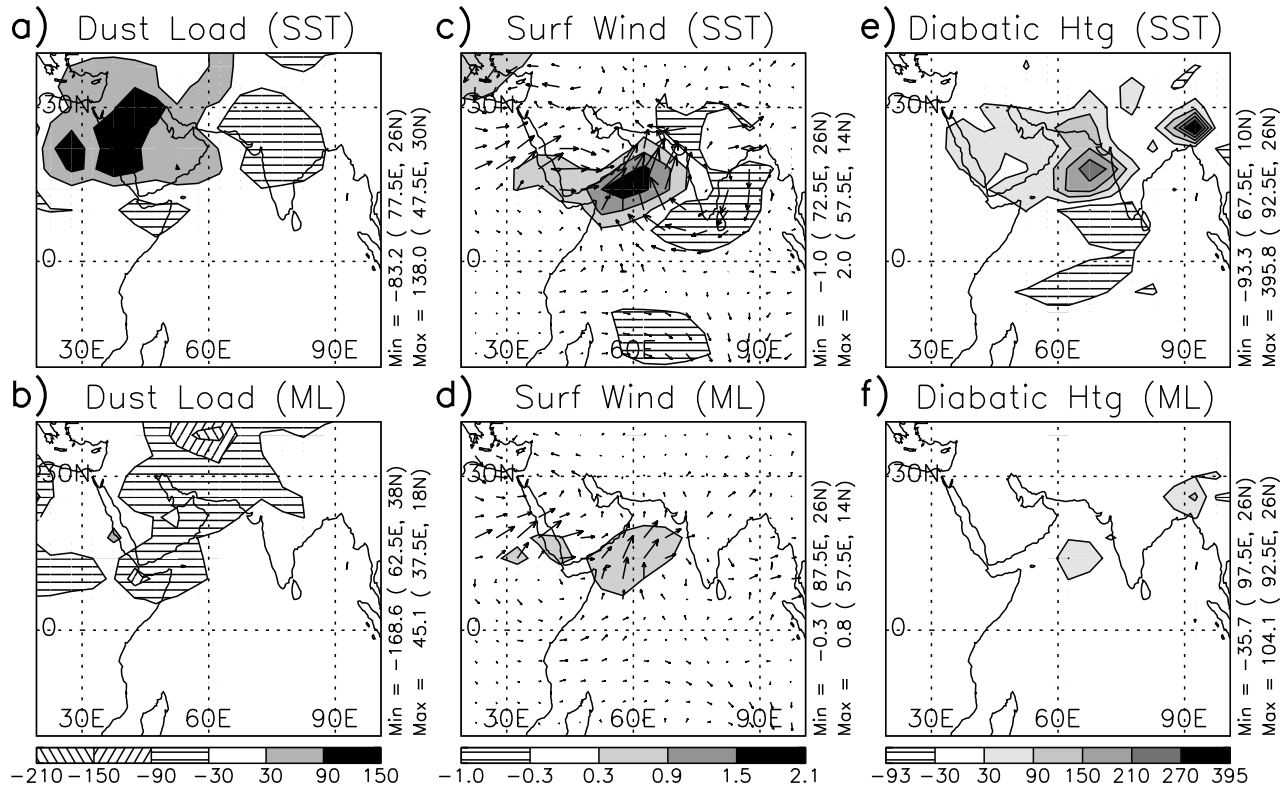 a) Dust Load (SST)
30N
0
30E 60E 90E
Min = −83.2 ( 77.5E, 26N)
Max = 138.0 ( 47.5E, 30N)
c) Surf Wind (SST)
30N
0
30E 60E 90E
Min = −1.0 ( 72.5E, 26N)
Max = 2.0 ( 57.5E, 14N)
e) Diabatic Htg (SST)
30N
0
30E 60E 90E
Min = −93.3 ( 67.5E, 10N)
Max = 395.8 ( 92.5E, 26N)
b) Dust Load (ML)
30N
0
30E 60E 90E
Min = −168.6 ( 62.5E, 38N)
Max = 45.1 ( 37.5E, 18N)
−210 −150 −90 −30 30 90 150
d) Surf Wind (ML)
30N
0
30E 60E 90E
Min = −0.3 ( 87.5E, 26N)
Max = 0.8 ( 57.5E, 14N)
−1.0 −0.3 0.3 0.9 1.5 2.1
f) Diabatic Htg (ML)
30N
0
30E 60E 90E
Min = −35.7 ( 97.5E, 26N)
Max = 104.1 ( 92.5E, 26N)
−93 −30 30 90 150 210 270 395